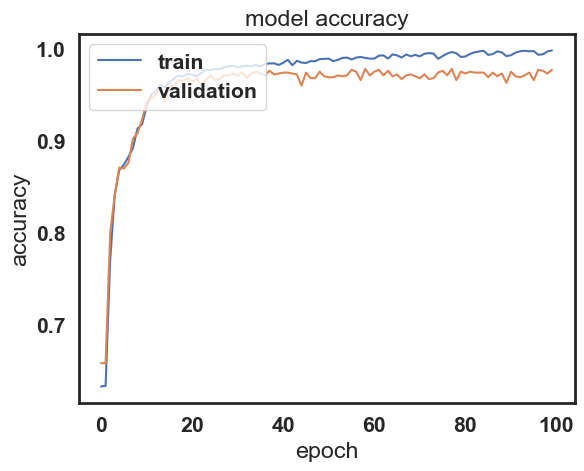 model accuracy
1.0
0.9
0.8
0.7
accuracy
train
validation
0 20 40 60 80 100
epoch